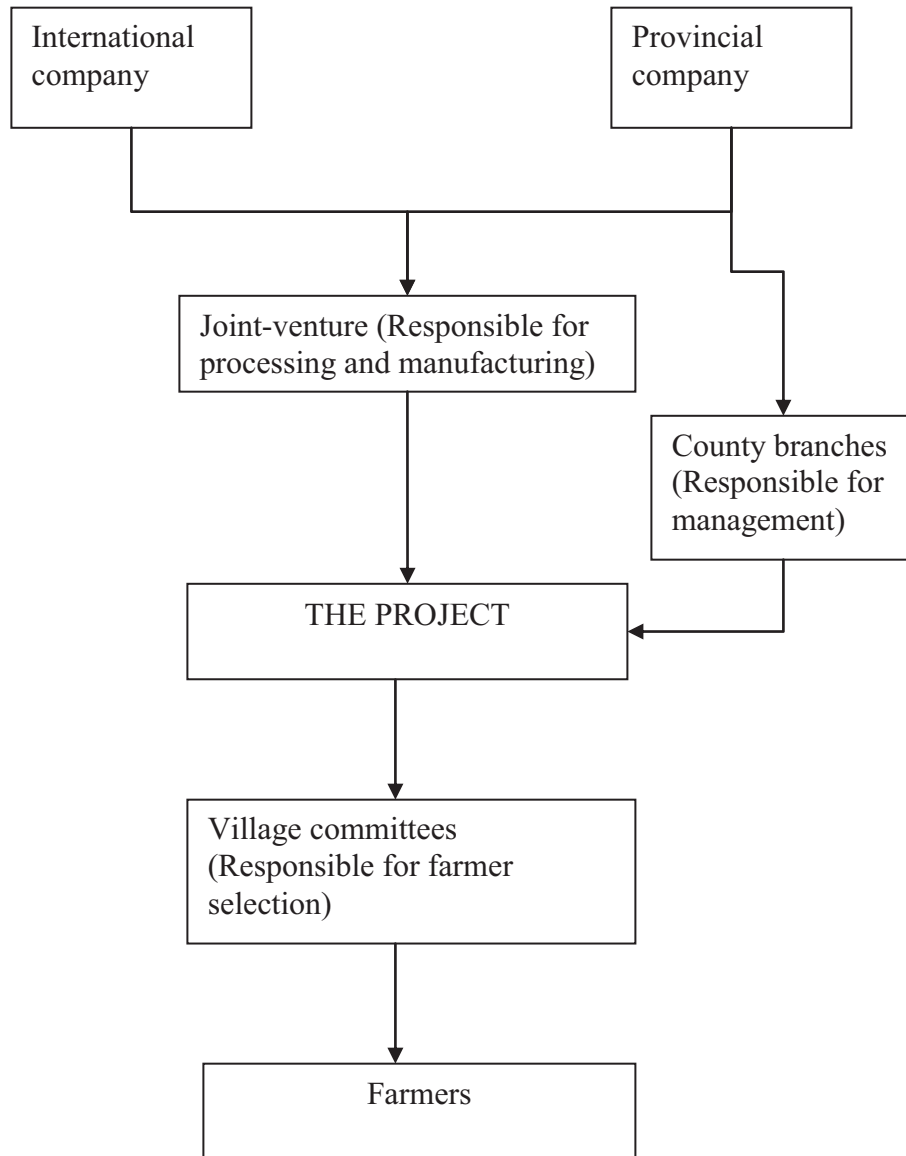 International
company
Provincial
company
Joint-venture (Responsible for
processing and manufacturing)
County branches
(Responsible for
management)
THE PROJECT
Village committees
(Responsible for farmer
selection)
Farmers